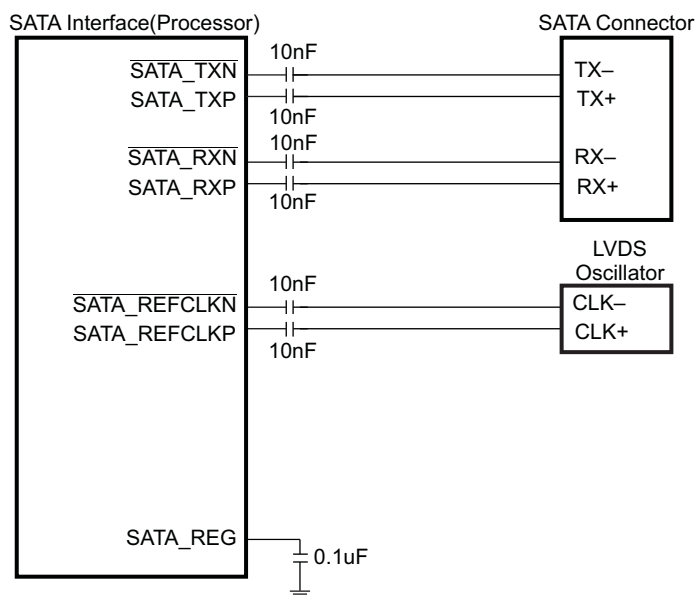 SATA Interface(Processor)
SATA Connector
SATA_TXN
10nF
TX–
SATA_TXP
10nF
TX+
SATA_RXN
10nF
RX–
SATA_RXP
10nF
RX+
LVDS
Oscillator
SATA_REFCLKN
10nF
CLK–
SATA_REFCLKP
10nF
CLK+
SATA_REG
0.1uF